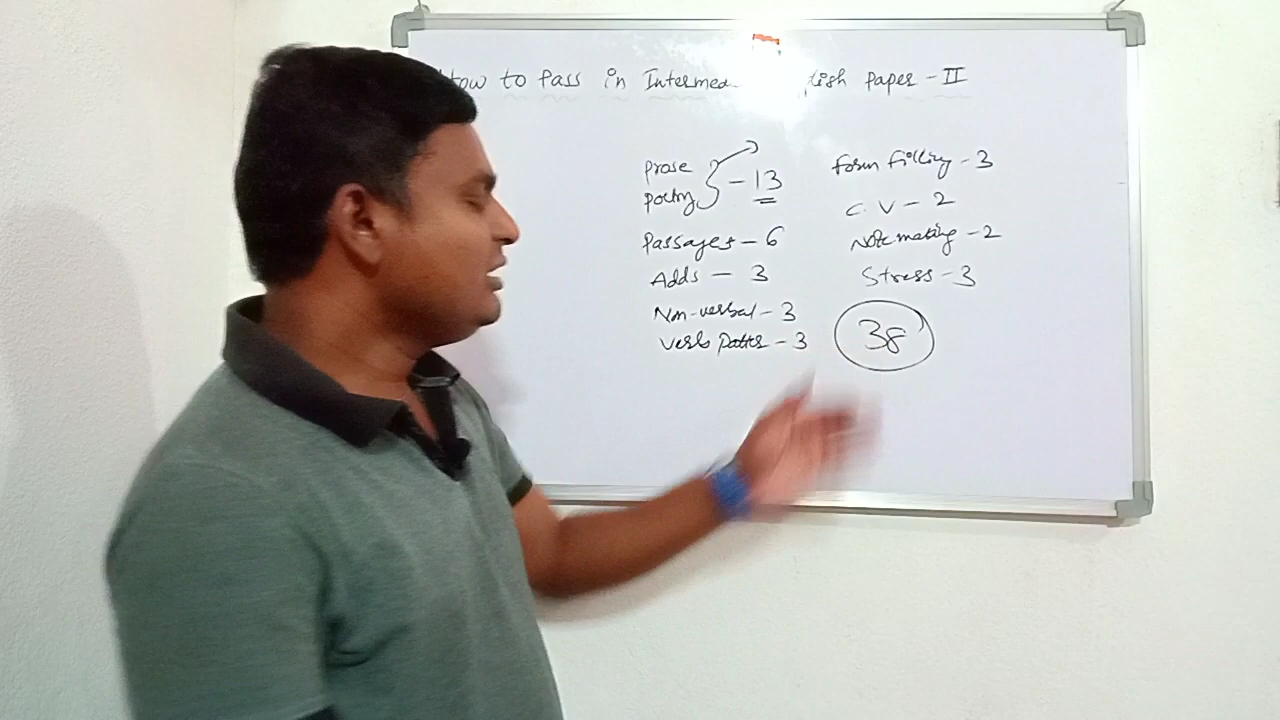 How to Pass in Intermed lish paper - II
Prose
poetry } - 13
Passages - 6
Adds - 3
Non-verbal - 3
Verb patter - 3
Form filling - 3
C.V - 2
Note making - 2
Stress - 3
38